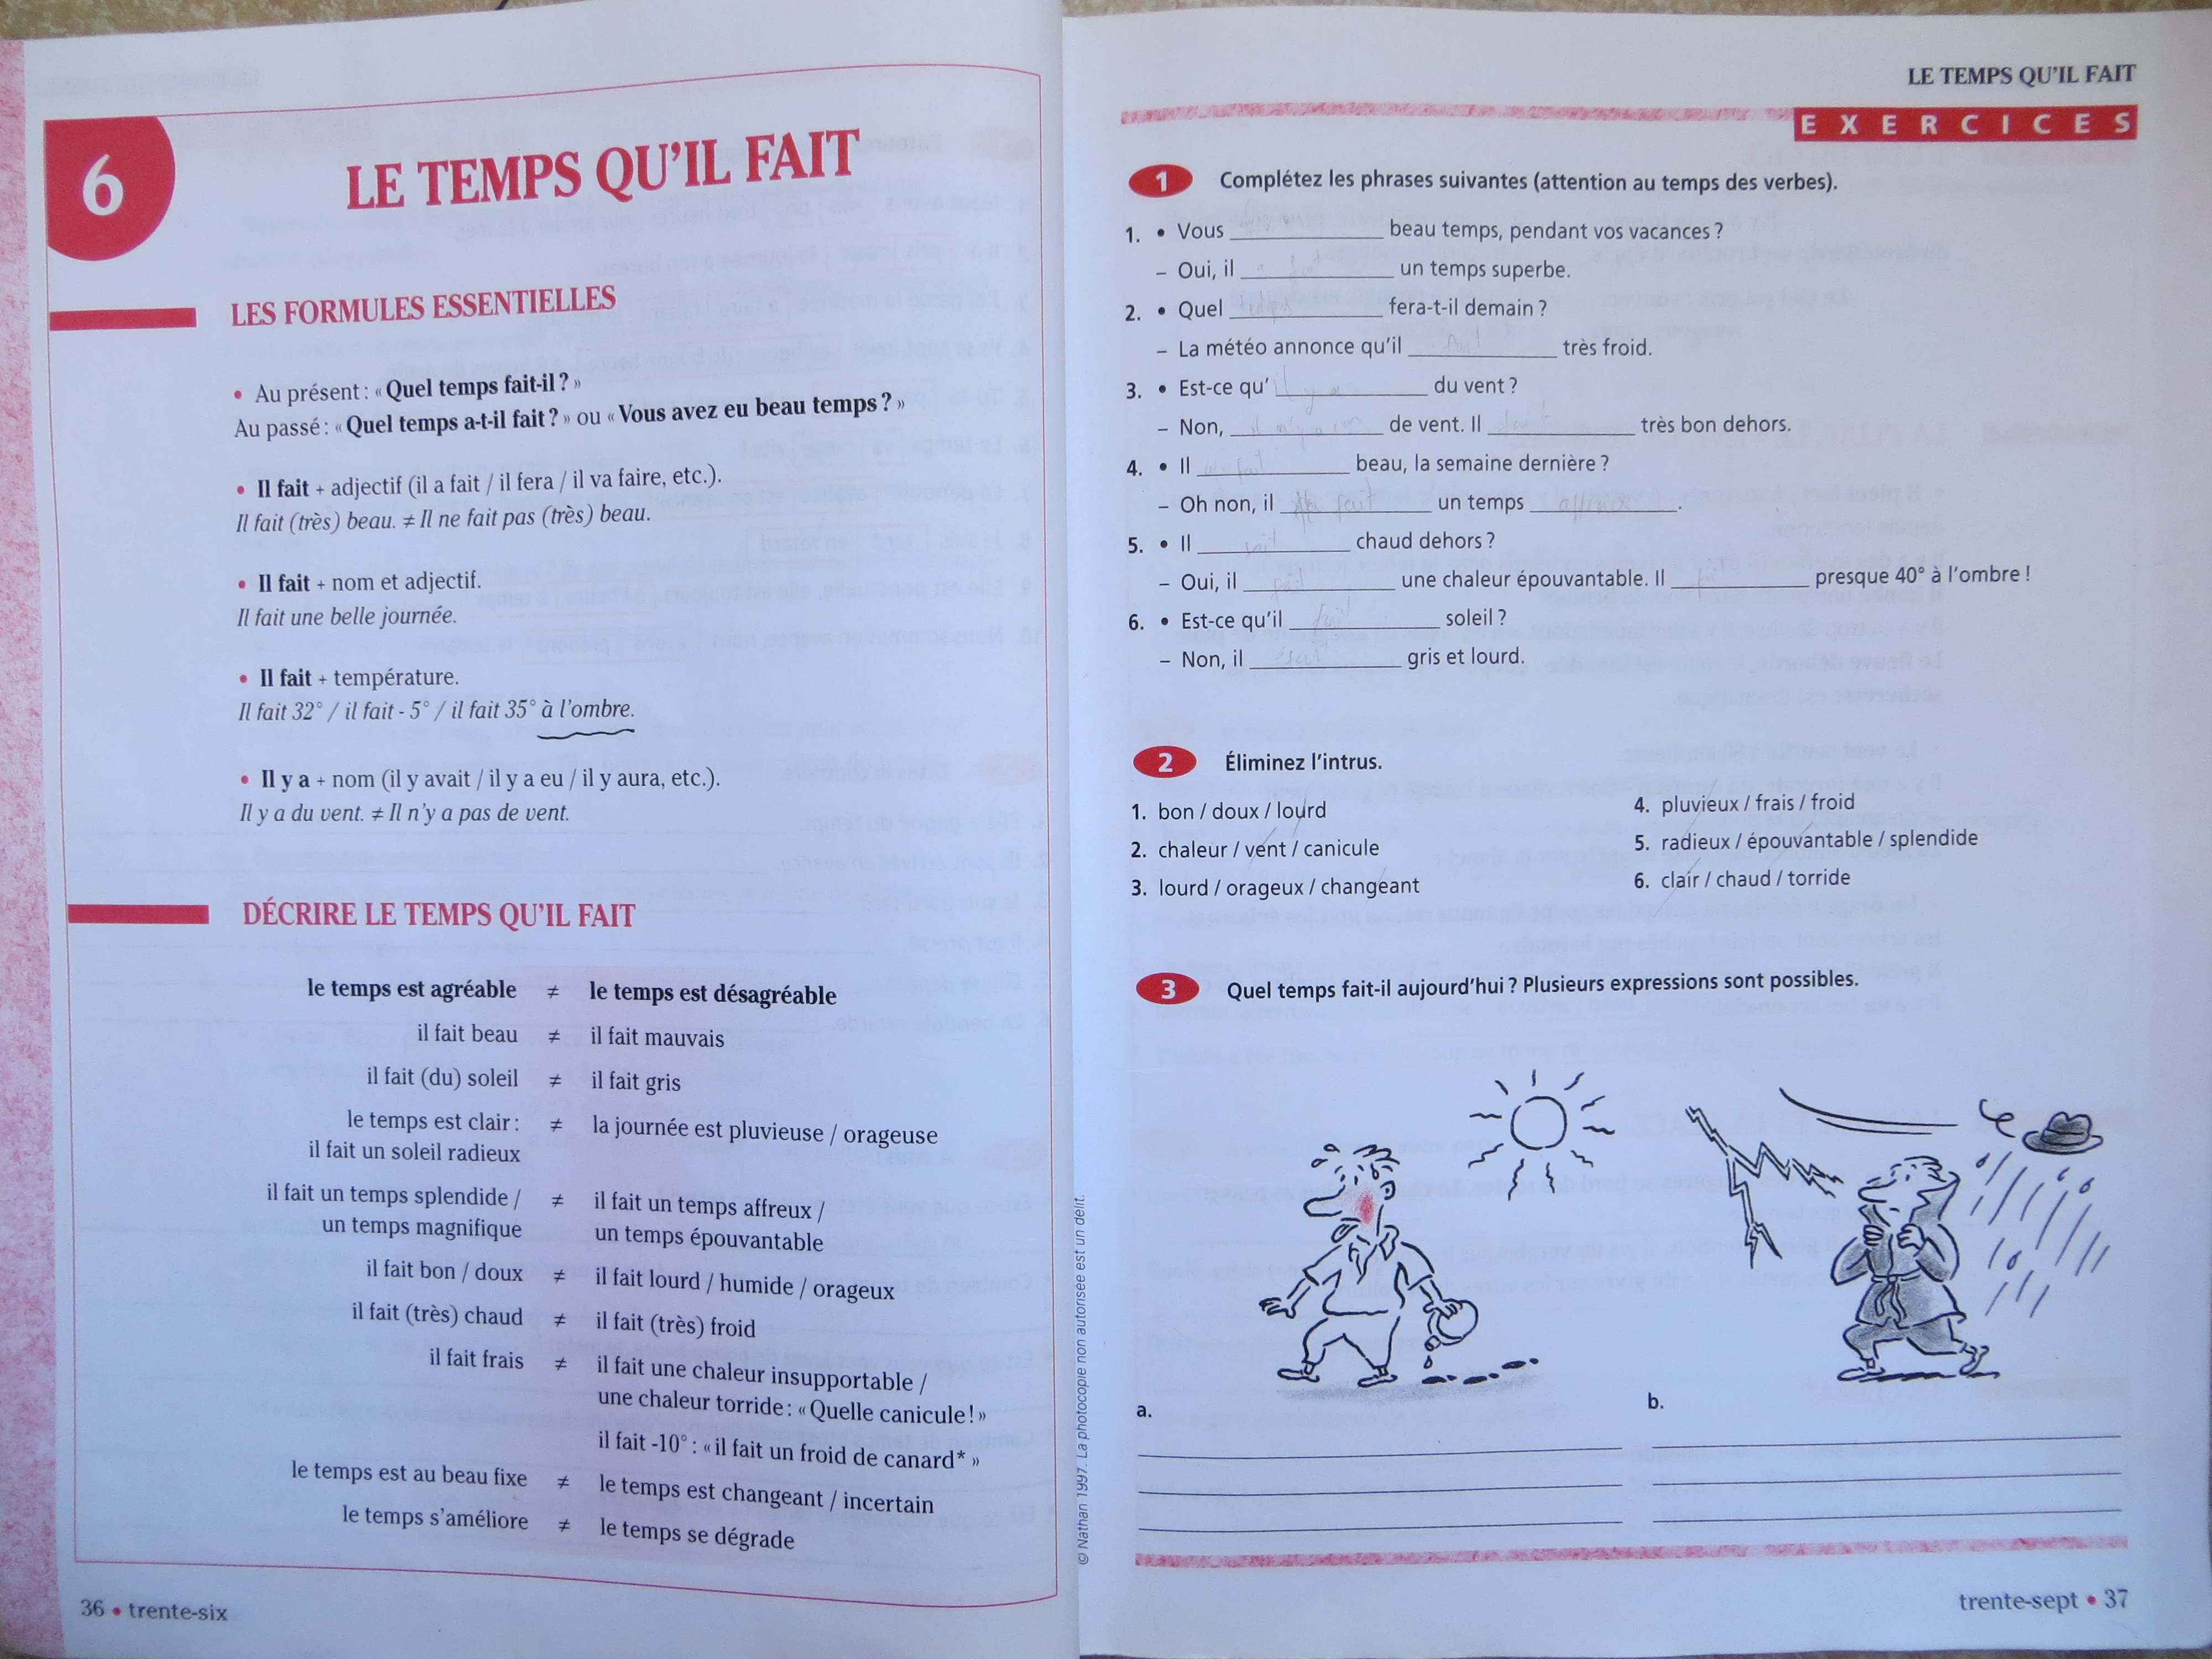 6
LE TEMPS QU'IL FAIT
LES FORMULES ESSENTIELLES
• Au présent : « Quel temps fait-il ? »
Au passé : « Quel temps a-t-il fait ? » ou « Vous avez eu beau temps ? »
• Il fait + adjectif (il a fait / il fera / il va faire, etc.).
Il fait (très) beau. ≠ Il ne fait pas (très) beau.
• Il fait + nom et adjectif.
Il fait une belle journée.
• Il fait + température.
Il fait 32° / il fait - 5° / il fait 35° à l'ombre.
• Il y a + nom (il y avait / il y a eu / il y aura, etc.).
Il y a du vent. ≠ Il n'y a pas de vent.
DÉCRIRE LE TEMPS QU'IL FAIT
le temps est agréable ≠ le temps est désagréable
il fait beau ≠ il fait mauvais
il fait (du) soleil ≠ il fait gris
le temps est clair : ≠ la journée est pluvieuse / orageuse
il fait un soleil radieux
il fait un temps splendide / ≠ il fait un temps affreux /
un temps magnifique un temps épouvantable
il fait bon / doux ≠ il fait lourd / humide / orageux
il fait (très) chaud ≠ il fait (très) froid
il fait frais ≠ il fait une chaleur insupportable /
une chaleur torride : « Quelle canicule ! »
il fait -10° : « il fait un froid de canard* »
le temps est au beau fixe ≠ le temps est changeant / incertain
le temps s'améliore ≠ le temps se dégrade
36 • trente-six
LE TEMPS QU'IL FAIT
EXERCICES
1 Complétez les phrases suivantes (attention au temps des verbes).
1. • Vous beau temps, pendant vos vacances ?
– Oui, il a fait un temps superbe.
2. • Quel temps fera-t-il demain ?
– La météo annonce qu'il très froid.
3. • Est-ce qu'il y a du vent ?
– Non, il n'y a pas de vent. Il fait très bon dehors.
4. • Il fait beau, la semaine dernière ?
– Oh non, il fait un temps affreux.
5. • Il fait chaud dehors ?
– Oui, il fait une chaleur épouvantable. Il presque 40° à l'ombre !
6. • Est-ce qu'il fait soleil ?
– Non, il gris et lourd.
2 Éliminez l'intrus.
1. bon / doux / lourd
2. chaleur / vent / canicule
3. lourd / orageux / changeant
4. pluvieux / frais / froid
5. radieux / épouvantable / splendide
6. clair / chaud / torride
3 Quel temps fait-il aujourd'hui ? Plusieurs expressions sont possibles.
a.
b.
© Nathan 1997. La photocopie non autorisée est un délit.
trente-sept • 37